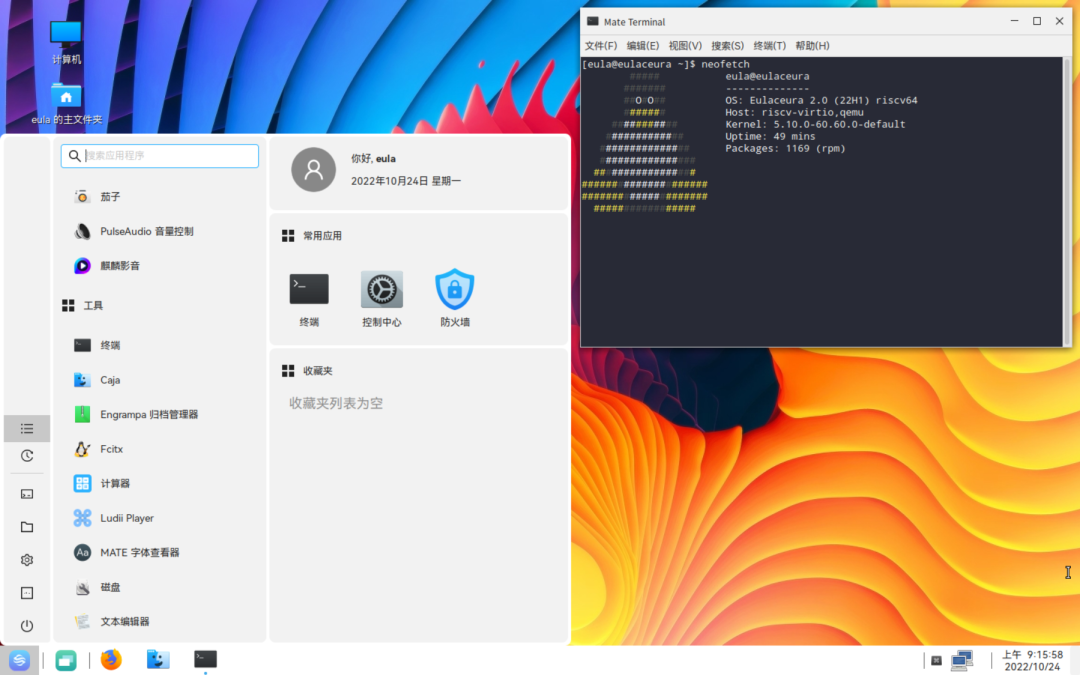 计算机
eula 的主文件夹
搜索应用程序
茄子
PulseAudio 音量控制
麒麟影音
工具
终端
Caja
Engrampa 归档管理器
Fcitx
计算器
Ludii Player
MATE 字体查看器
磁盘
文本编辑器
你好, eula
2022年10月24日 星期一
常用应用
终端
控制中心
防火墙
收藏夹
收藏夹列表为空
Mate Terminal
文件(F) 编辑(E) 视图(V) 搜索(S) 终端(T) 帮助(H)
[eula@eulaceura ~]$ neofetch
eula@eulaceura
--------------
OS: Eulaceura 2.0 (22H1) riscv64
Host: riscv-virtio,qemu
Kernel: 5.10.0-60.60.0-default
Uptime: 49 mins
Packages: 1169 (rpm)
上午 9:15:58
2022/10/24